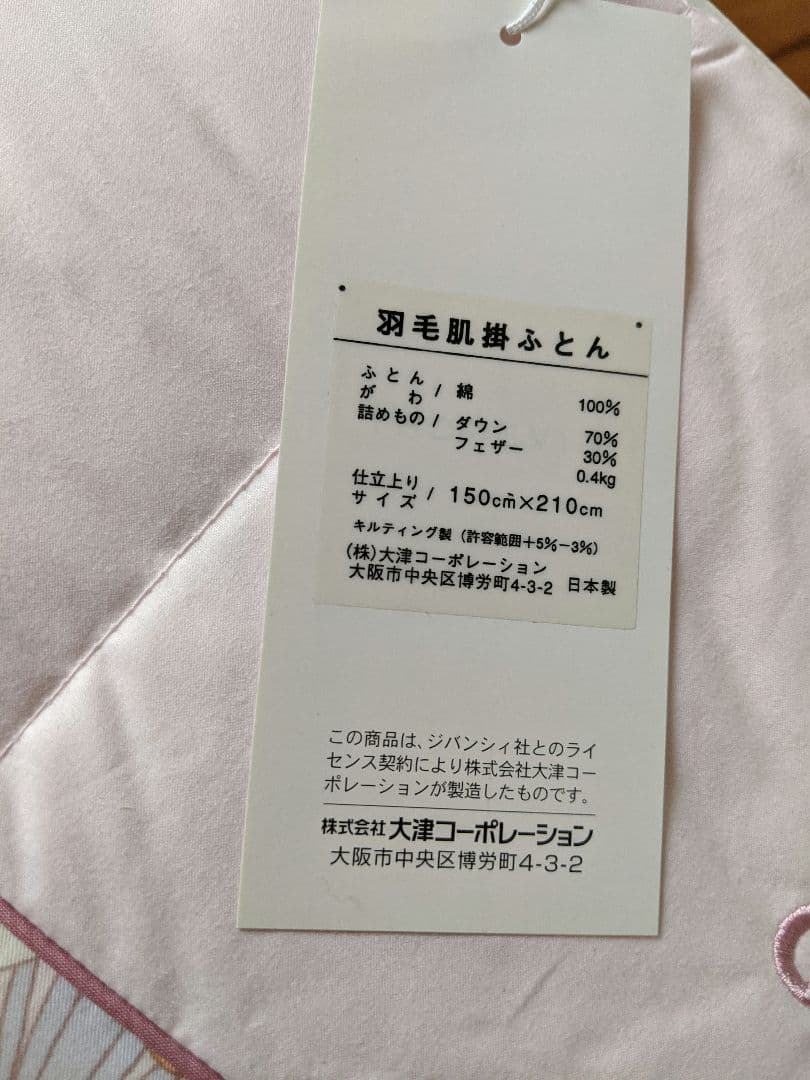 羽毛肌掛ふとん
ふとんがわ / 綿 100%
詰めもの / ダウン 70%
フェザー 30%
0.4kg
仕立上りサイズ / 150cm×210cm
キルティング製（許容範囲＋5%－3%）
(株)大津コーポレーション
大阪市中央区博労町4-3-2 日本製
この商品は、ジバンシィ社とのライ
センス契約により株式会社大津コー
ポレーションが製造したものです。
株式会社大津コーポレーション
大阪市中央区博労町4-3-2